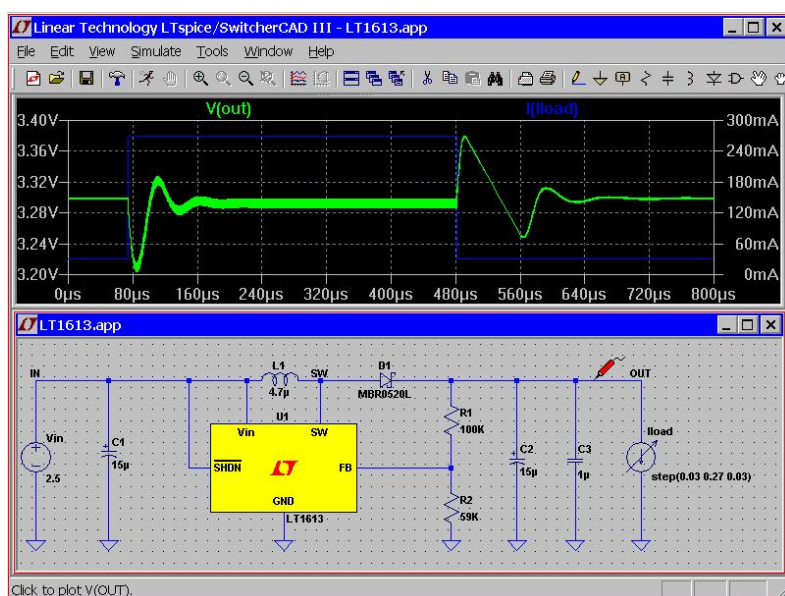 Linear Technology LTspice/SwitcherCAD III - LT1613.app
File Edit View Simulate Tools Window Help
V(out) I(Iload)
3.40V 300mA
3.36V 240mA
3.32V 180mA
3.28V 120mA
3.24V 60mA
3.20V 0mA
0µs 80µs 160µs 240µs 320µs 400µs 480µs 560µs 640µs 720µs 800µs
LT1613.app
IN L1 SW D1 OUT
4.7µ MBR0520L
U1
Vin SW R1 Iload
100K
Vin C1 C2 C3
15µ SHDN FB 15µ 1µ
2.5 step(0.03 0.27 0.03)
GND R2
LT1613 59K
Click to plot V(OUT).